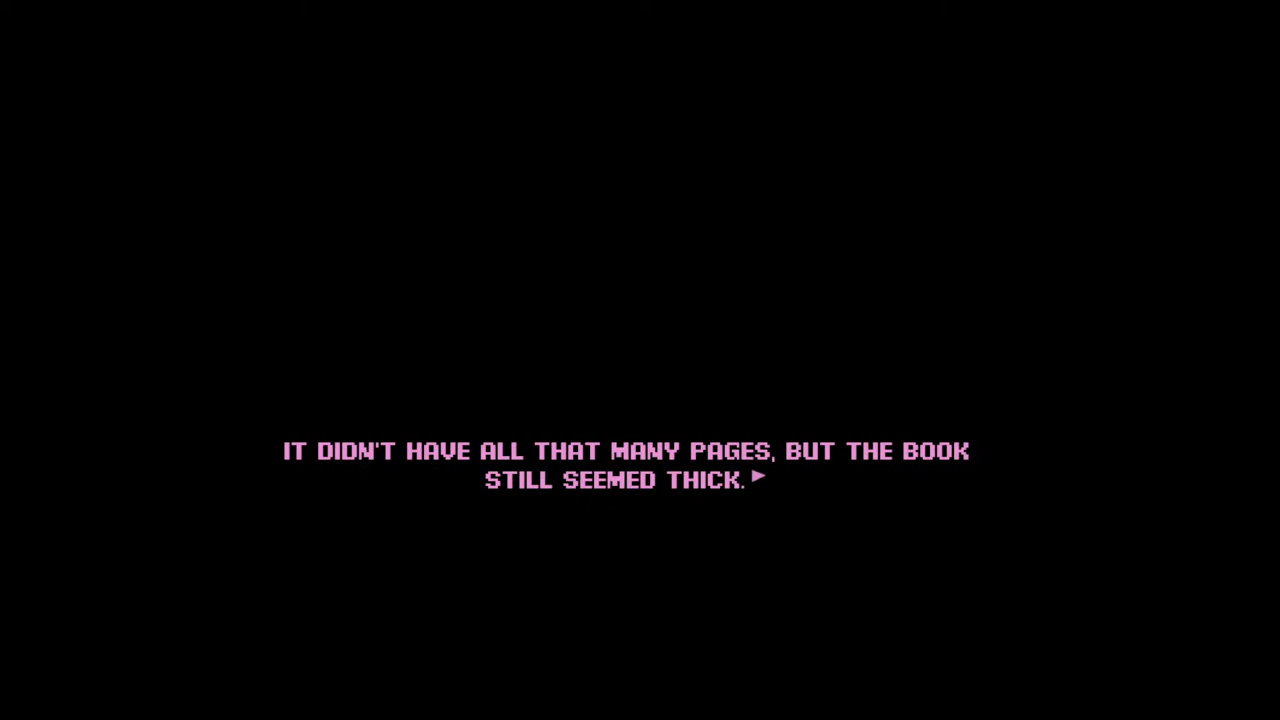 IT DIDN'T HAVE ALL THAT MANY PAGES, BUT THE BOOK
STILL SEEMED THICK.